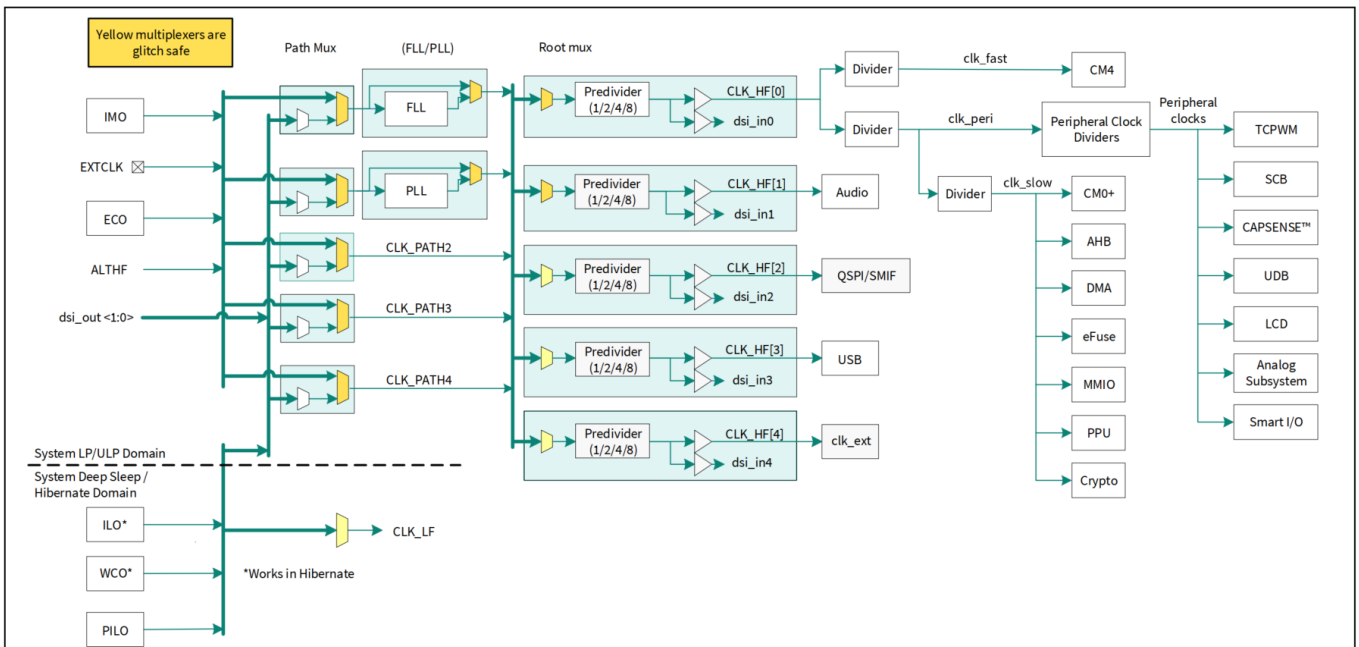 Yellow multiplexers are
glitch safe
Path Mux
(FLL/PLL)
Root mux
IMO
EXTCLK
ECO
ALTHF
dsi_out <1:0>
FLL
PLL
CLK_PATH2
CLK_PATH3
CLK_PATH4
Predivider
(1/2/4/8)
CLK_HF[0]
dsi_in0
Predivider
(1/2/4/8)
CLK_HF[1]
dsi_in1
Audio
Predivider
(1/2/4/8)
CLK_HF[2]
dsi_in2
QSPI/SMIF
Predivider
(1/2/4/8)
CLK_HF[3]
dsi_in3
USB
Predivider
(1/2/4/8)
CLK_HF[4]
dsi_in4
clk_ext
Divider
clk_fast
CM4
Divider
clk_peri
Peripheral Clock
Dividers
Peripheral
clocks
Divider
clk_slow
CM0+
AHB
DMA
eFuse
MMIO
PPU
Crypto
TCPWM
SCB
CAPSENSE™
UDB
LCD
Analog
Subsystem
Smart I/O
System LP/ULP Domain
System Deep Sleep /
Hibernate Domain
ILO*
WCO*
PILO
CLK_LF
*Works in Hibernate